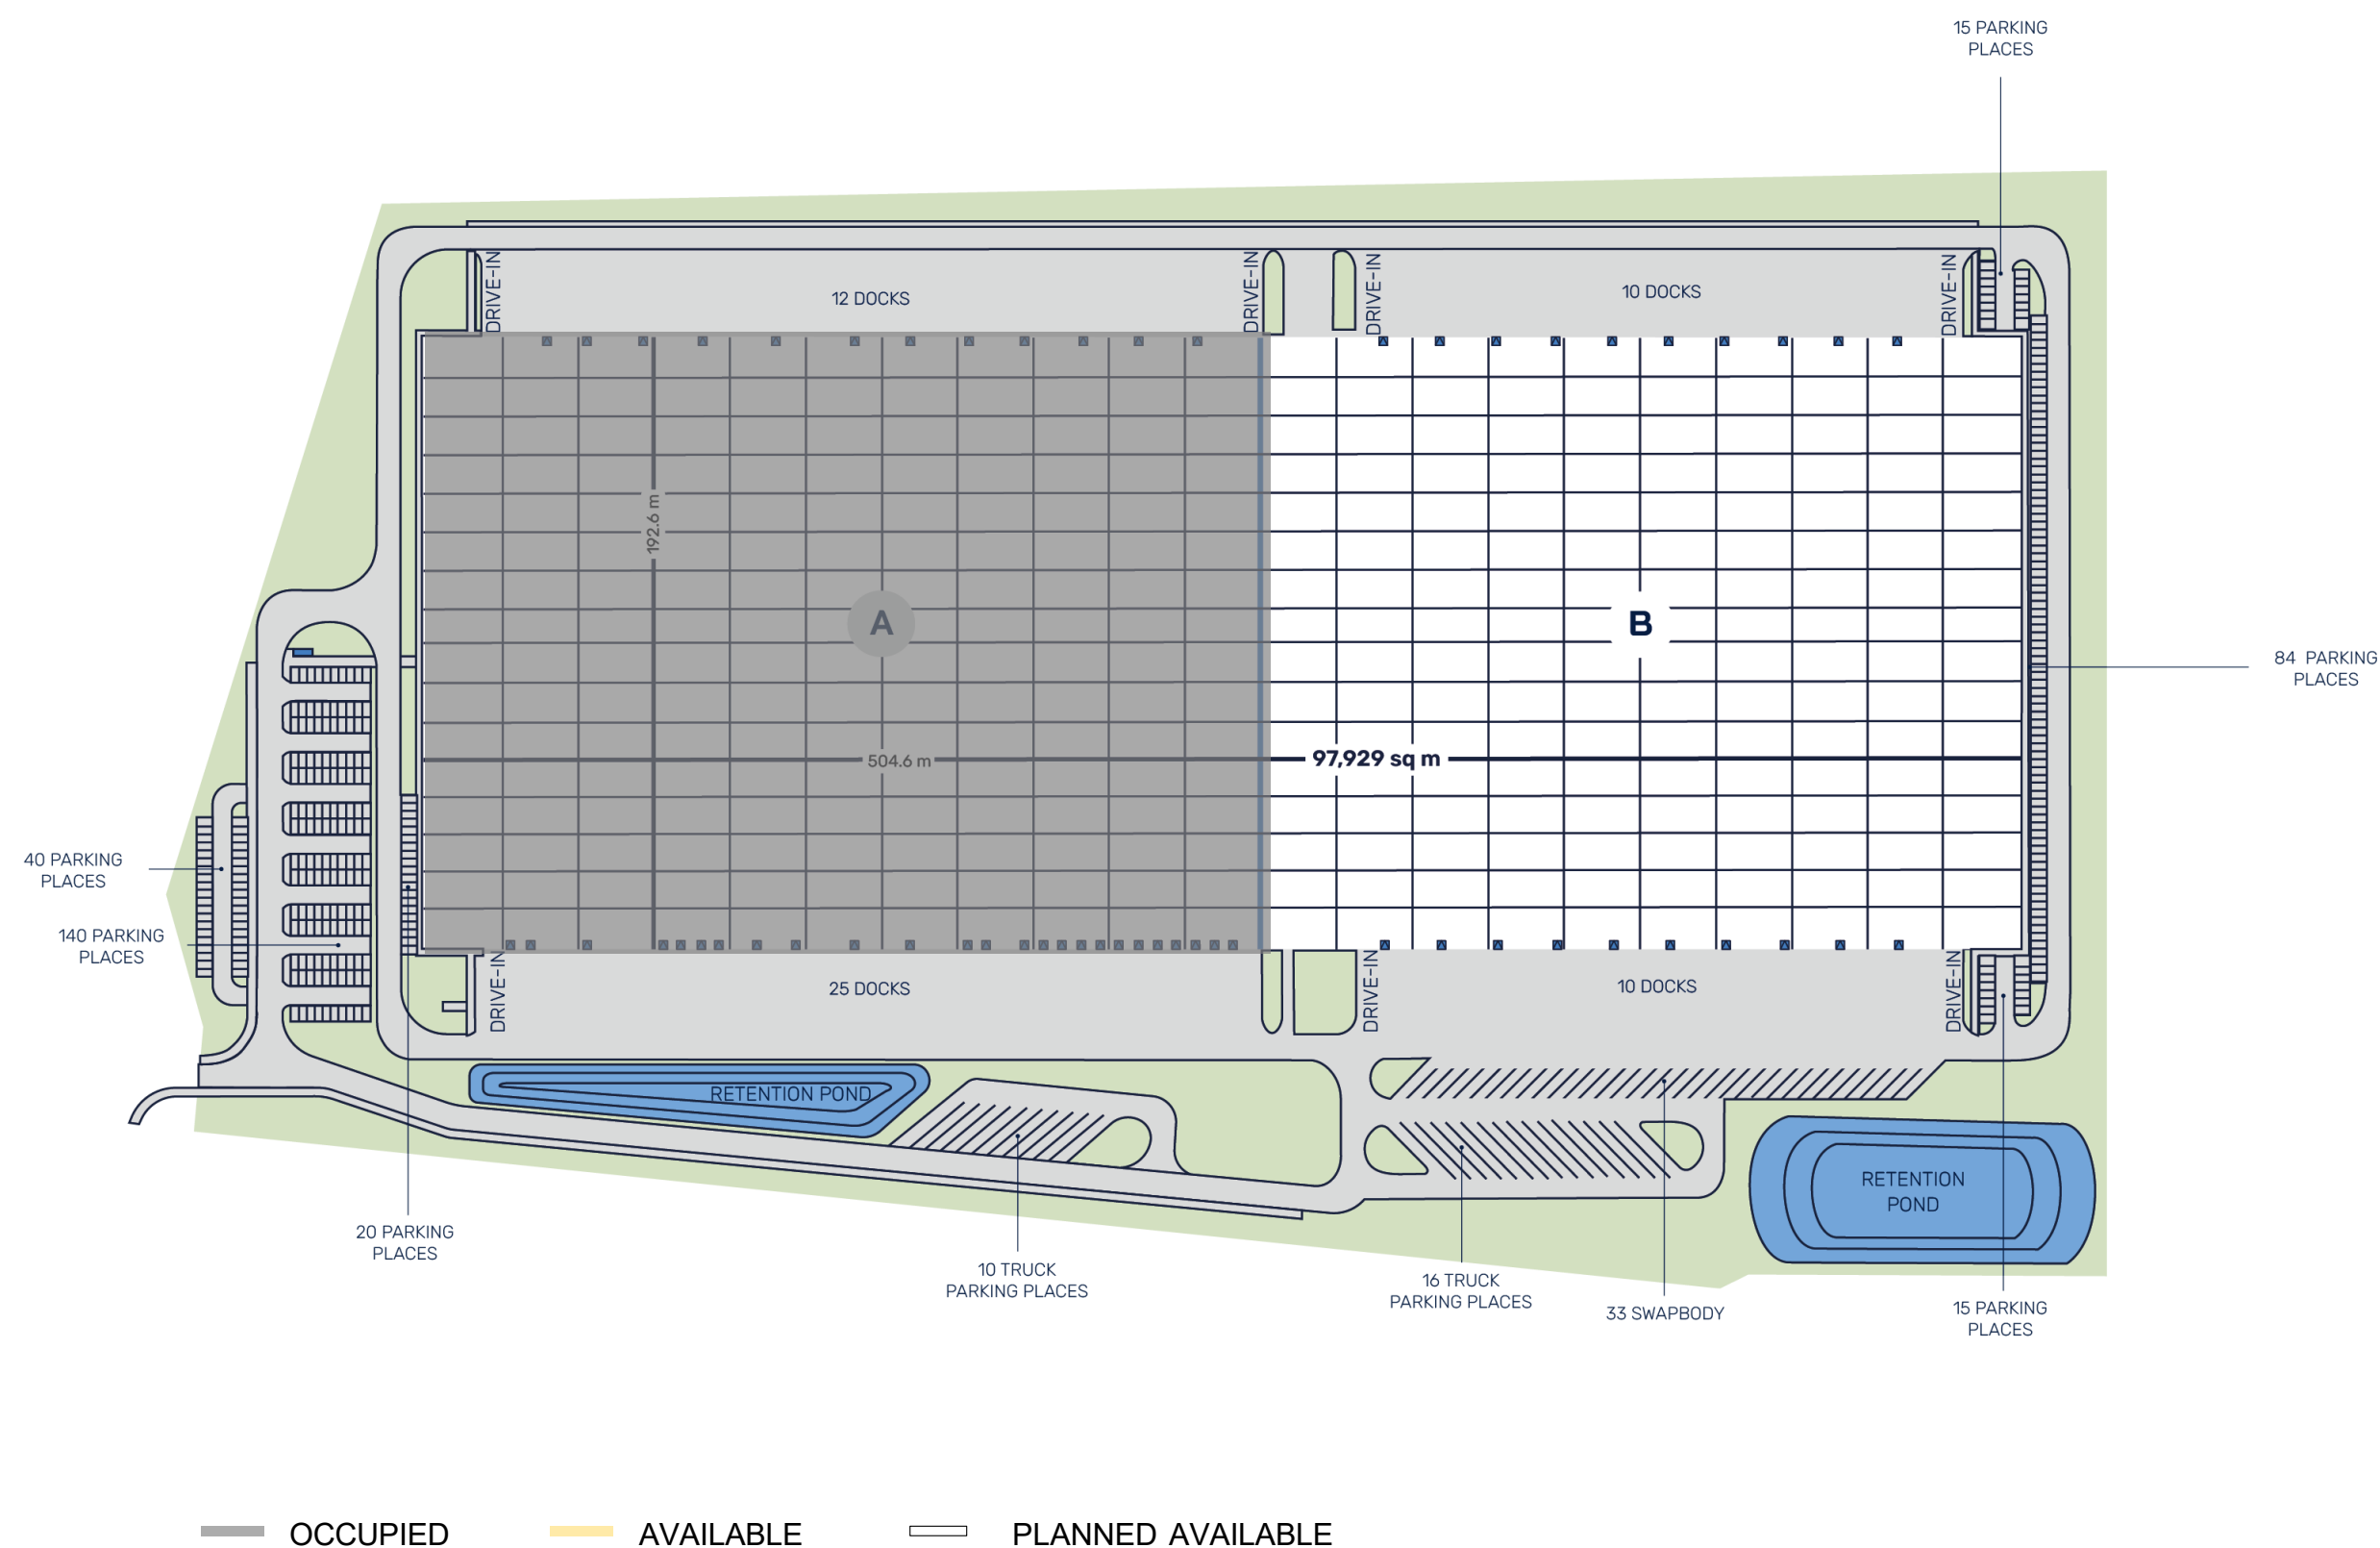 15 PARKING
PLACES
DRIVE-IN
12 DOCKS
DRIVE-IN
DRIVE-IN
10 DOCKS
DRIVE-IN
192.6 m
A
B
84 PARKING
PLACES
504.6 m
97,929 sq m
40 PARKING
PLACES
140 PARKING
PLACES
DRIVE-IN
25 DOCKS
DRIVE-IN
10 DOCKS
DRIVE-IN
RETENTION POND
RETENTION
POND
20 PARKING
PLACES
10 TRUCK
PARKING PLACES
16 TRUCK
PARKING PLACES
33 SWAPBODY
15 PARKING
PLACES
OCCUPIED
AVAILABLE
PLANNED AVAILABLE